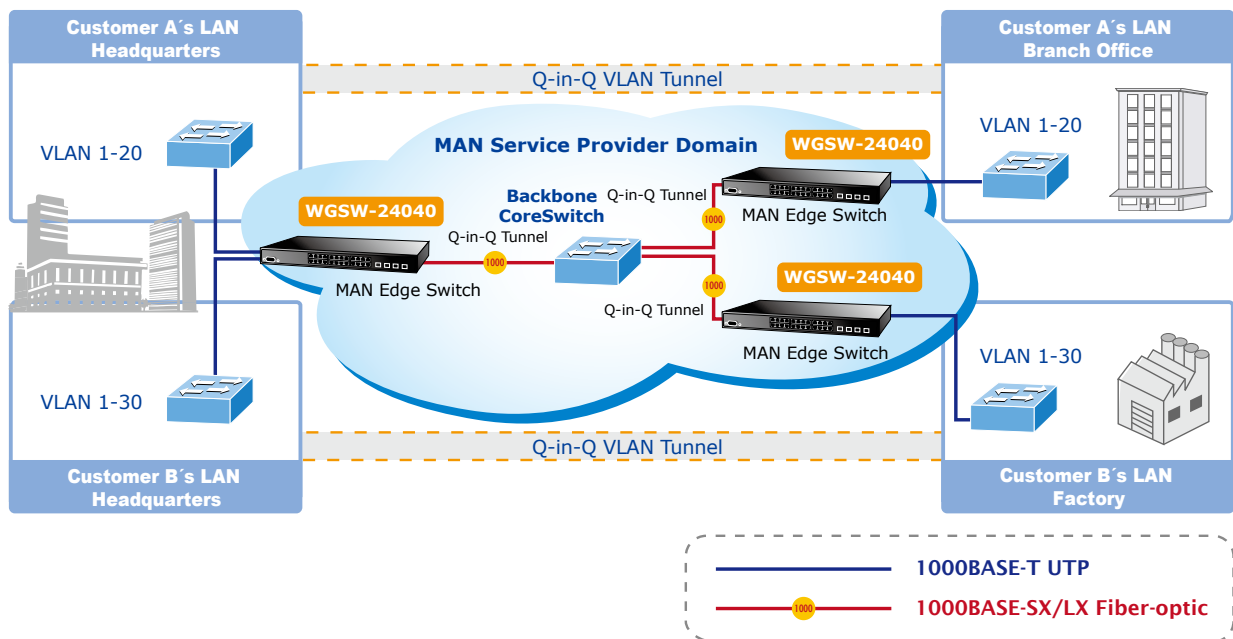 Customer A´s LAN
Headquarters
Customer A´s LAN
Branch Office
Q-in-Q VLAN Tunnel
VLAN 1-20
MAN Service Provider Domain
WGSW-24040
VLAN 1-20
Backbone
CoreSwitch
Q-in-Q Tunnel
1000
MAN Edge Switch
WGSW-24040
Q-in-Q Tunnel
1000
MAN Edge Switch
WGSW-24040
1000
Q-in-Q Tunnel
MAN Edge Switch
VLAN 1-30
VLAN 1-30
Q-in-Q VLAN Tunnel
Customer B´s LAN
Headquarters
Customer B´s LAN
Factory
1000BASE-T UTP
1000
1000BASE-SX/LX Fiber-optic